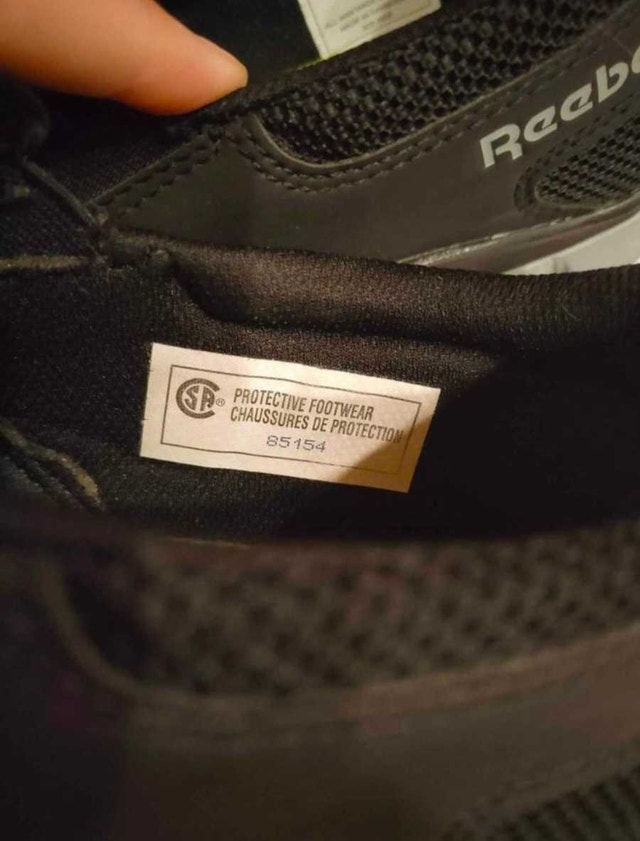 Reeb
CSA®
PROTECTIVE FOOTWEAR
CHAUSSURES DE PROTECTION
85154